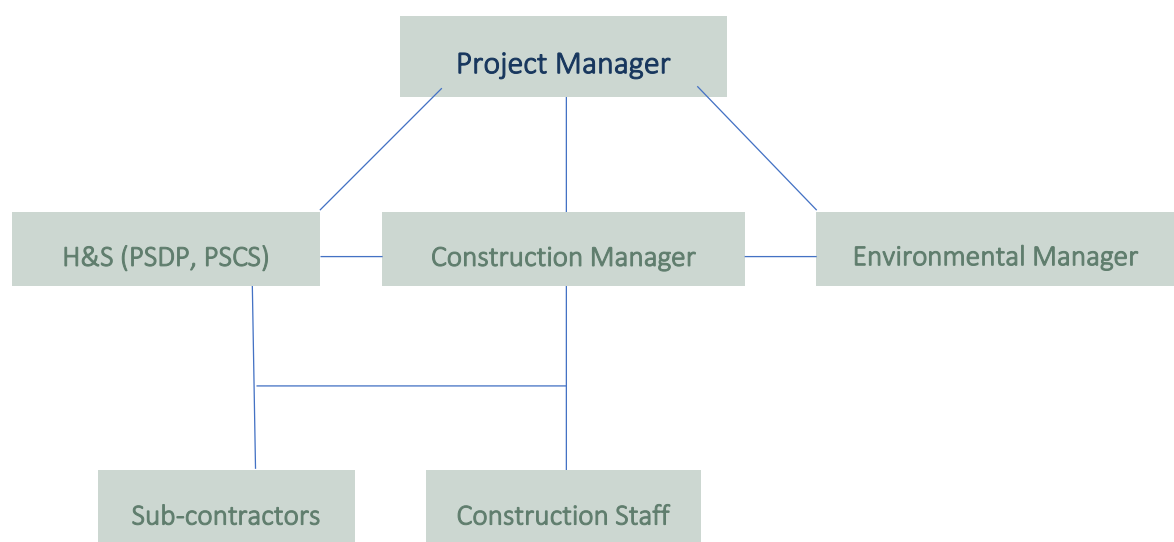 Project Manager
H&S (PSDP, PSCS)
Construction Manager
Environmental Manager
Sub-contractors
Construction Staff